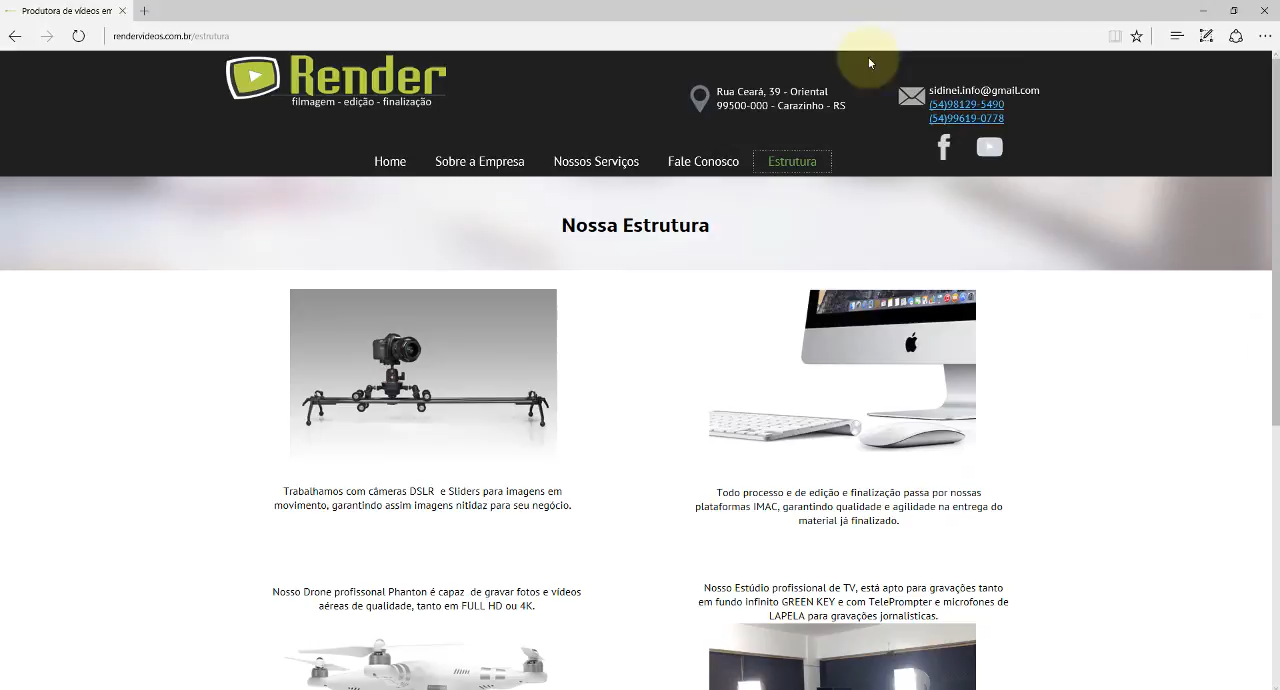 Produtora de vídeos em
rendervideos.com.br/estrutura
Render
filmagem - edição - finalização
Rua Ceará, 39 - Oriental
99500-000 - Carazinho - RS
sidinei.info@gmail.com
(54)98129-5490
(54)99619-0778
Home
Sobre a Empresa
Nossos Serviços
Fale Conosco
Estrutura
Nossa Estrutura
Trabalhamos com câmeras DSLR e Sliders para imagens em
movimento, garantindo assim imagens nitidaz para seu negócio.
Todo processo e de edição e finalização passa por nossas
plataformas IMAC, garantindo qualidade e agilidade na entrega do
material já finalizado.
Nosso Drone profissonal Phanton é capaz de gravar fotos e vídeos
aéreas de qualidade, tanto em FULL HD ou 4K.
Nosso Estúdio profissional de TV, está apto para gravações tanto
em fundo infinito GREEN KEY e com TelePrompter e microfones de
LAPELA para gravações jornalísticas.